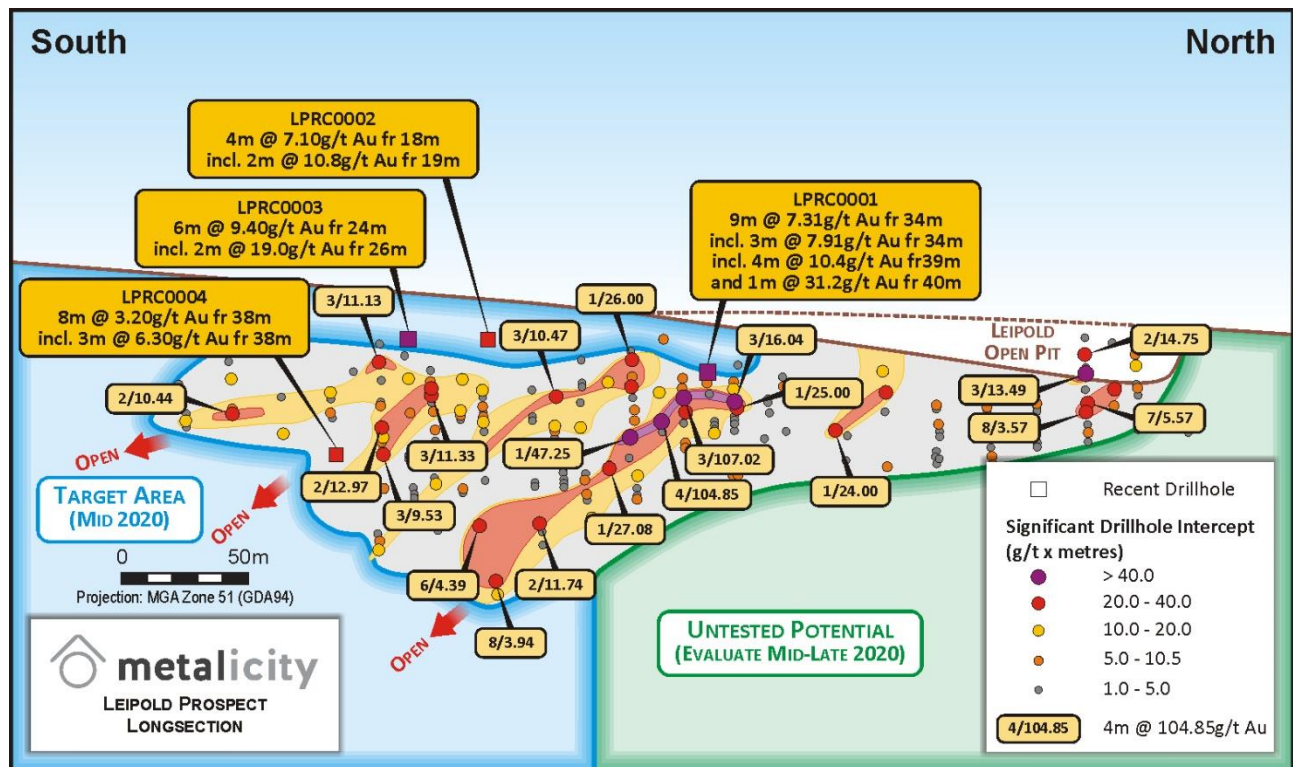 South
North
LPRC0002
4m @ 7.10g/t Au fr 18m
incl. 2m @ 10.8g/t Au fr 19m
LPRC0003
6m @ 9.40g/t Au fr 24m
incl. 2m @ 19.0g/t Au fr 26m
LPRC0001
9m @ 7.31g/t Au fr 34m
incl. 3m @ 7.91g/t Au fr 34m
incl. 4m @ 10.4g/t Au fr39m
and 1m @ 31.2g/t Au fr 40m
LPRC0004
8m @ 3.20g/t Au fr 38m
incl. 3m @ 6.30g/t Au fr 38m
3/11.13
1/26.00
3/10.47
3/16.04
LEIPOLD
OPEN PIT
2/14.75
2/10.44
3/13.49
1/25.00
8/3.57
7/5.57
OPEN
3/11.33
1/47.25
3/107.02
2/12.97
4/104.85
1/24.00
TARGET AREA
(MID 2020)
OPEN
3/9.53
1/27.08
0 50m
Projection: MGA Zone 51 (GDA94)
6/4.39
2/11.74
OPEN
8/3.94
UNTESTED POTENTIAL
(EVALUATE MID-LATE 2020)
metalicity
LEIPOLD PROSPECT
LONGSECTION
Recent Drillhole
Significant Drillhole Intercept
(g/t x metres)
> 40.0
20.0 - 40.0
10.0 - 20.0
5.0 - 10.5
1.0 - 5.0
4/104.85 4m @ 104.85g/t Au